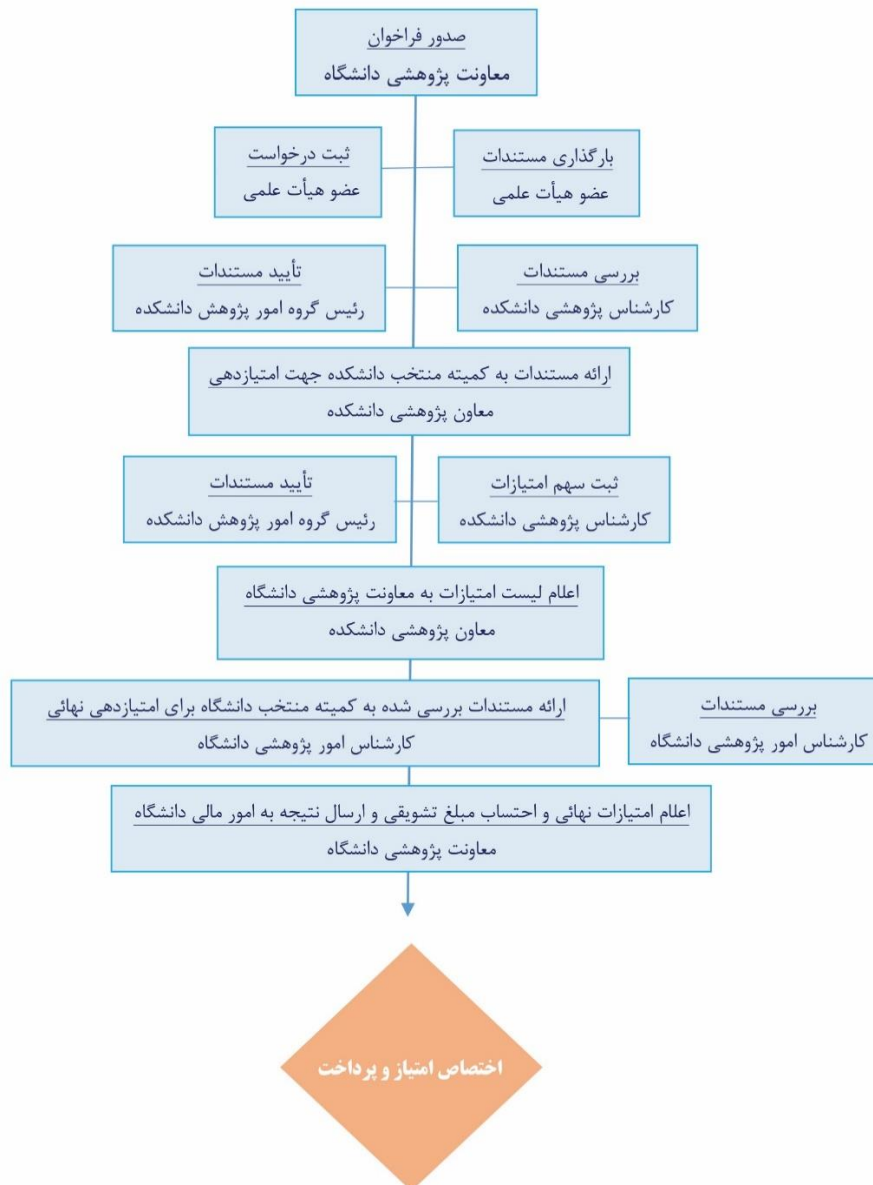 صدور فراخوان
معاونت پژوهشی دانشگاه
بارگذاری مستندات
عضو هیأت علمی
ثبت درخواست
عضو هیأت علمی
بررسی مستندات
کارشناس پژوهشی دانشکده
تأیید مستندات
رئیس گروه امور پژوهش دانشکده
ارائه مستندات به کمیته منتخب دانشکده جهت امتیازدهی
معاون پژوهشی دانشکده
ثبت سهم امتیازات
کارشناس پژوهشی دانشکده
تأیید مستندات
رئیس گروه امور پژوهش دانشکده
اعلام لیست امتیازات به معاونت پژوهشی دانشگاه
معاون پژوهشی دانشکده
بررسی مستندات
کارشناس امور پژوهشی دانشگاه
ارائه مستندات بررسی شده به کمیته منتخب دانشگاه برای امتیازدهی نهائی
کارشناس امور پژوهشی دانشگاه
اعلام امتیازات نهائی و احتساب مبلغ تشویقی و ارسال نتیجه به امور مالی دانشگاه
معاونت پژوهشی دانشگاه
اختصاص امتیاز و پرداخت